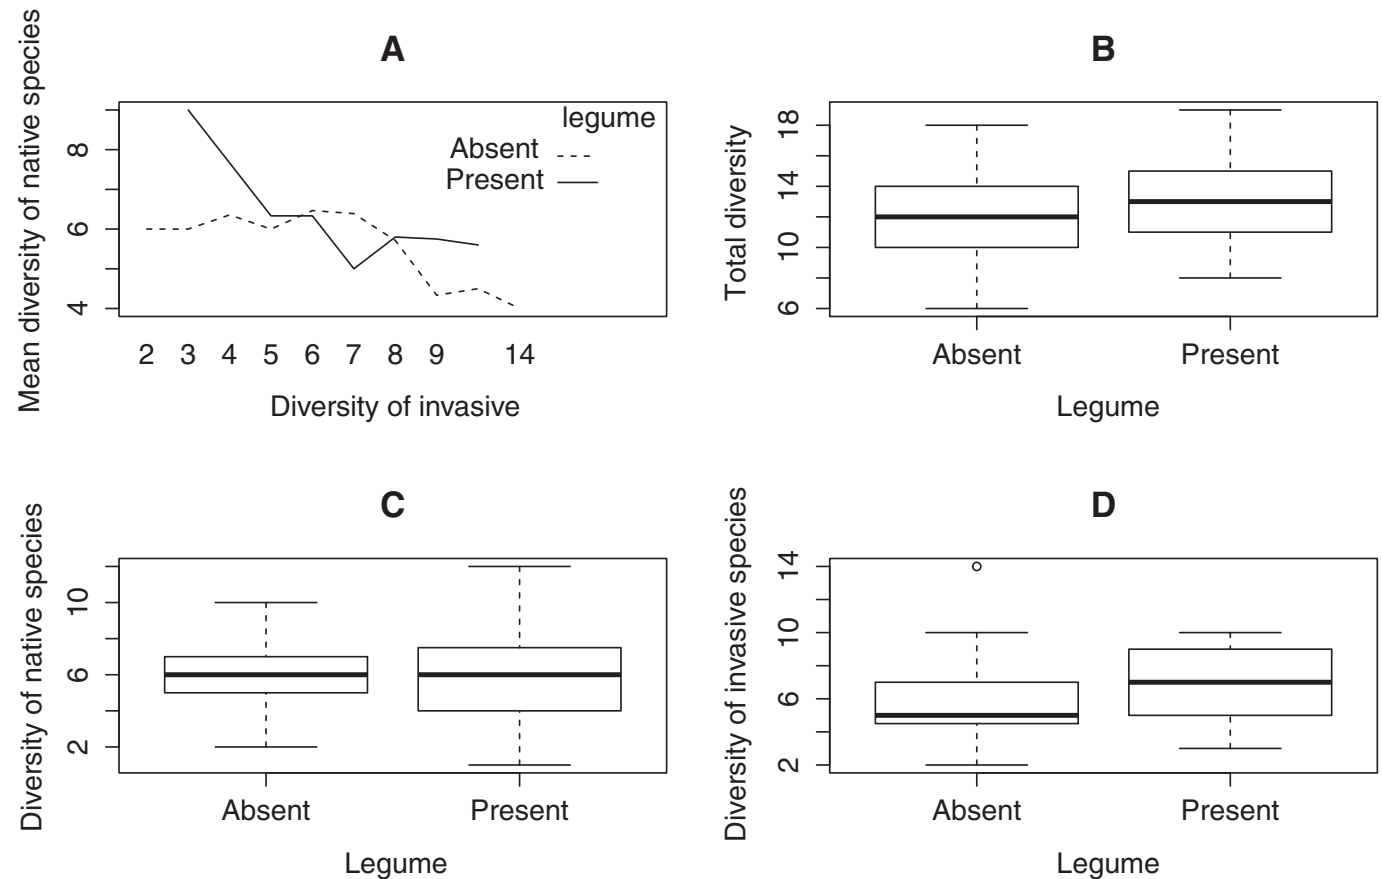 A
Mean diversity of native species
8
6
4
legume
Absent
Present
2 3 4 5 6 7 8 9 14
Diversity of invasive
B
Total diversity
18
14
10
6
Absent Present
Legume
C
Diversity of native species
10
6
2
Absent Present
Legume
D
Diversity of invasive species
14
10
6
2
Absent Present
Legume